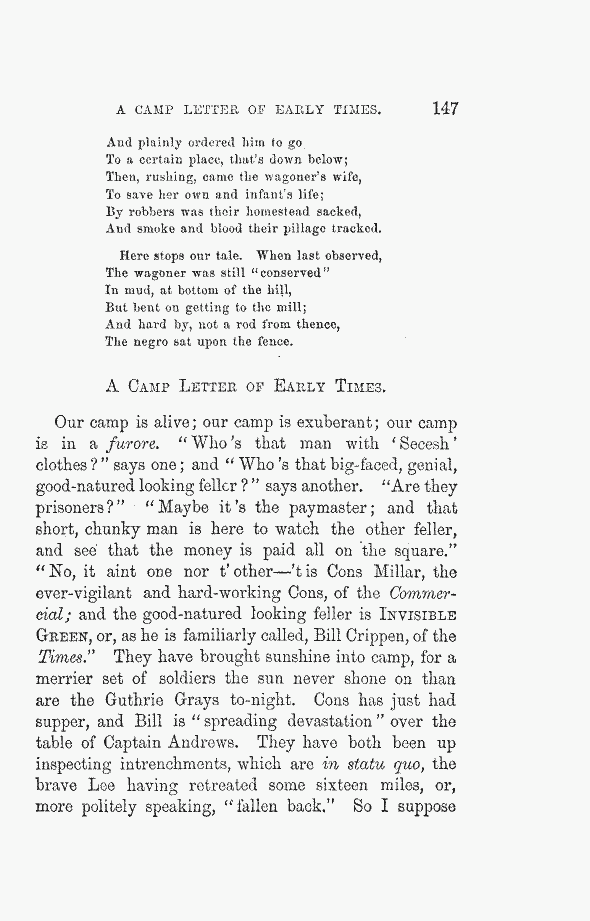 A CAMP LETTER OF EARLY TIMES. 147
And plainly ordered him to go
To a certain place, that's down below;
Then, rushing, came the wagoner's wife,
To save her own and infant's life;
By robbers was their homestead sacked,
And smoke and blood their pillage tracked.
Here stops our tale. When last observed,
The wagoner was still "conserved"
In mud, at bottom of the hill,
But bent on getting to the mill;
And hard by, not a rod from thence,
The negro sat upon the fence.
A CAMP LETTER OF EARLY TIMES.
Our camp is alive; our camp is exuberant; our camp
is in a furore. "Who's that man with 'Secesh'
clothes?" says one; and "Who's that big-faced, genial,
good-natured looking feller?" says another. "Are they
prisoners?" "Maybe it's the paymaster; and that
short, chunky man is here to watch the other feller,
and see that the money is paid all on the square."
"No, it aint one nor t'other—'tis Cons Millar, the
ever-vigilant and hard-working Cons, of the Commer-
cial; and the good-natured looking feller is INVISIBLE
GREEN, or, as he is familiarly called, Bill Crippen, of the
Times." They have brought sunshine into camp, for a
merrier set of soldiers the sun never shone on than
are the Guthrie Grays to-night. Cons has just had
supper, and Bill is "spreading devastation" over the
table of Captain Andrews. They have both been up
inspecting intrenchments, which are in statu quo, the
brave Lee having retreated some sixteen miles, or,
more politely speaking, "fallen back." So I suppose